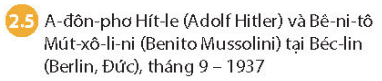 2.5 A-đôn-phơ Hít-le (Adolf Hitler) và Bê-ni-tô
Mút-xô-li-ni (Benito Mussolini) tại Béc-lin
(Berlin, Đức), tháng 9 – 1937